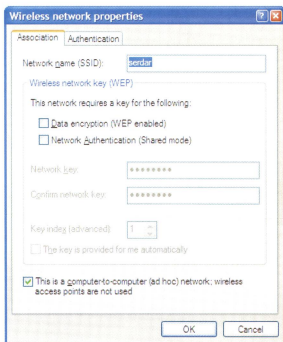 Wireless network properties
Association
Authentication
Network name (SSID):
serdar
Wireless network key (WEP)
This network requires a key for the following:
Data encryption (WEP enabled)
Network Authentication (Shared mode)
Network key:
Confirm network key:
Key index (advanced):
1
The key is provided for me automatically
This is a computer-to-computer (ad hoc) network; wireless
access points are not used
OK
Cancel